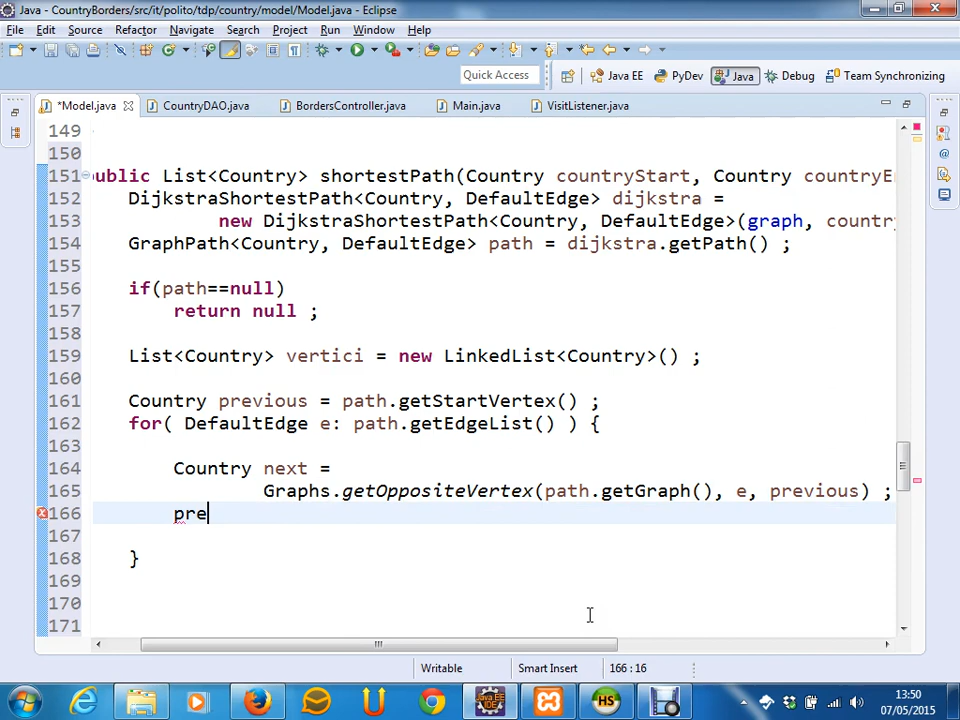 Java - CountryBorders/src/it/polito/tdp/country/model/Model.java - Eclipse
File Edit Source Refactor Navigate Search Project Run Window Help
Quick Access Java EE PyDev Java Debug Team Synchronizing
*Model.java CountryDAO.java BordersController.java Main.java VisitListener.java
149
150
151 public List<Country> shortestPath(Country countryStart, Country countryE
152 DijkstraShortestPath<Country, DefaultEdge> dijkstra =
153 new DijkstraShortestPath<Country, DefaultEdge>(graph, countr
154 GraphPath<Country, DefaultEdge> path = dijkstra.getPath() ;
155
156 if(path==null)
157 return null ;
158
159 List<Country> vertici = new LinkedList<Country>() ;
160
161 Country previous = path.getStartVertex() ;
162 for( DefaultEdge e: path.getEdgeList() ) {
163
164 Country next =
165 Graphs.getOppositeVertex(path.getGraph(), e, previous) ;
166 pre
167
168 }
169
170
171
Writable Smart Insert 166 : 16
13:50
07/05/2015